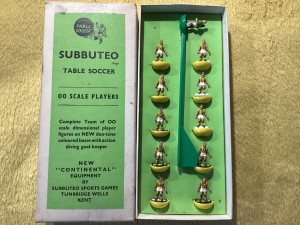 TABLE
SOCCER
SUBBUTEO
TABLE SOCCER
OO SCALE PLAYERS
Complete Team of OO
scale dimensional player
figures on NEW duo-tone
coloured bases with action
diving goal-keeper
NEW
"CONTINENTAL"
EQUIPMENT
BY
SUBBUTEO SPORTS GAMES
TUNBRIDGE WELLS
KENT